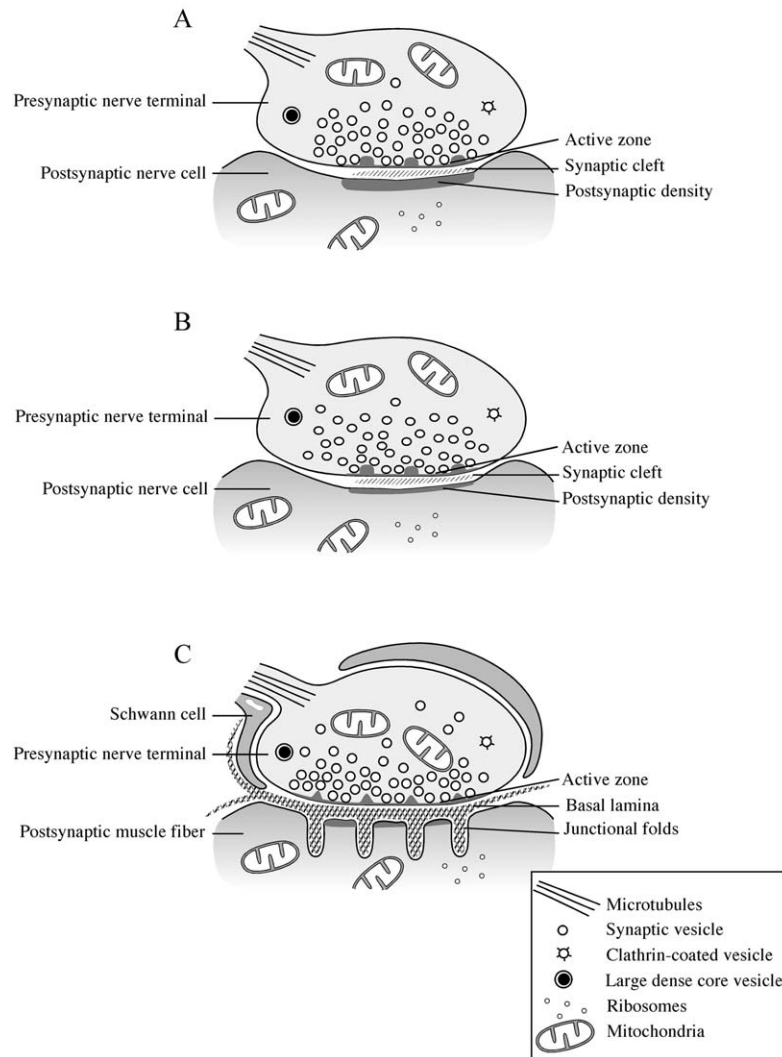 A
Presynaptic nerve terminal
Active zone
Synaptic cleft
Postsynaptic nerve cell
Postsynaptic density
B
Presynaptic nerve terminal
Active zone
Synaptic cleft
Postsynaptic nerve cell
Postsynaptic density
C
Schwann cell
Presynaptic nerve terminal
Active zone
Basal lamina
Postsynaptic muscle fiber
Junctional folds
Microtubules
Synaptic vesicle
Clathrin-coated vesicle
Large dense core vesicle
Ribosomes
Mitochondria